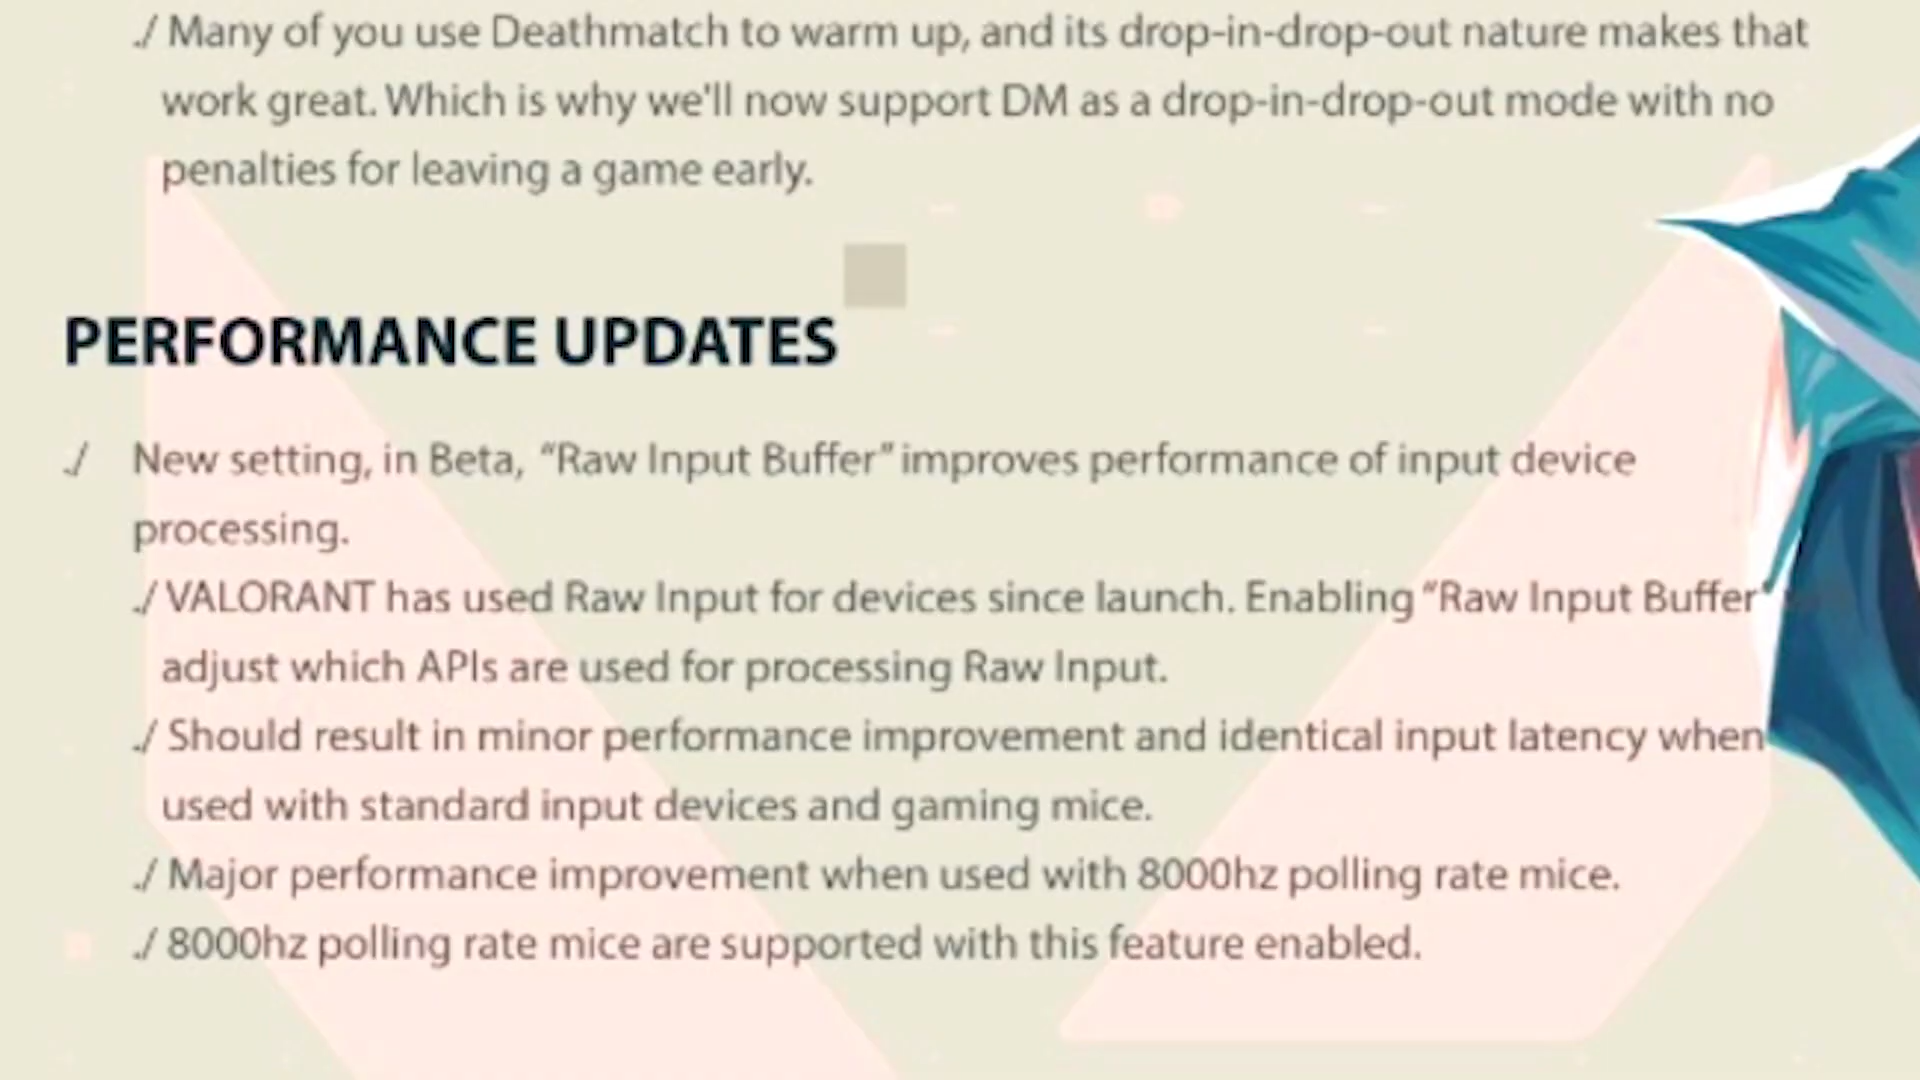 ./ Many of you use Deathmatch to warm up, and its drop-in-drop-out nature makes that
work great. Which is why we'll now support DM as a drop-in-drop-out mode with no
penalties for leaving a game early.
PERFORMANCE UPDATES
./ New setting, in Beta, “Raw Input Buffer” improves performance of input device
processing.
./ VALORANT has used Raw Input for devices since launch. Enabling “Raw Input Buffer”
adjust which APIs are used for processing Raw Input.
./ Should result in minor performance improvement and identical input latency when
used with standard input devices and gaming mice.
./ Major performance improvement when used with 8000hz polling rate mice.
./ 8000hz polling rate mice are supported with this feature enabled.